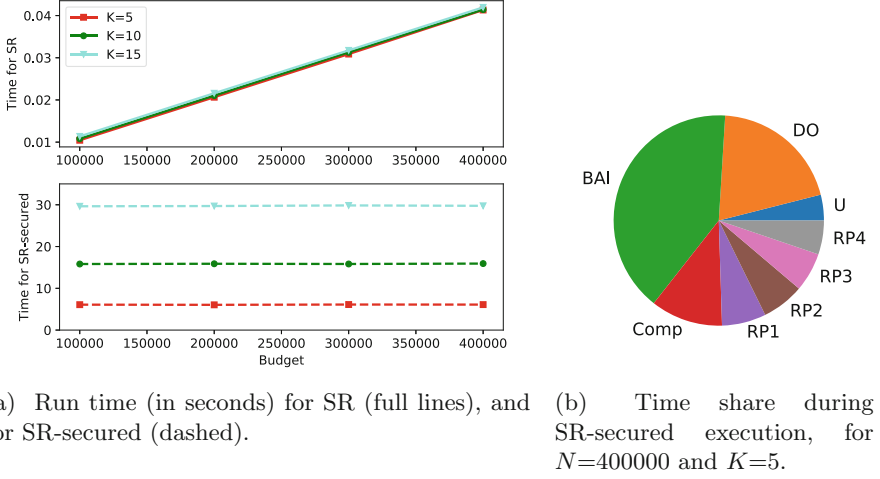 0.04
0.03
0.02
0.01
Time for SR
K=5
K=10
K=15
100000 150000 200000 250000 300000 350000 400000
30
20
10
0
Time for SR-secured
100000 150000 200000 250000 300000 350000 400000
Budget
DO
BAI
U
RP4
RP3
RP2
RP1
Comp
a) Run time (in seconds) for SR (full lines), and
or SR-secured (dashed).
(b) Time share during
SR-secured execution, for
N=400000 and K=5.